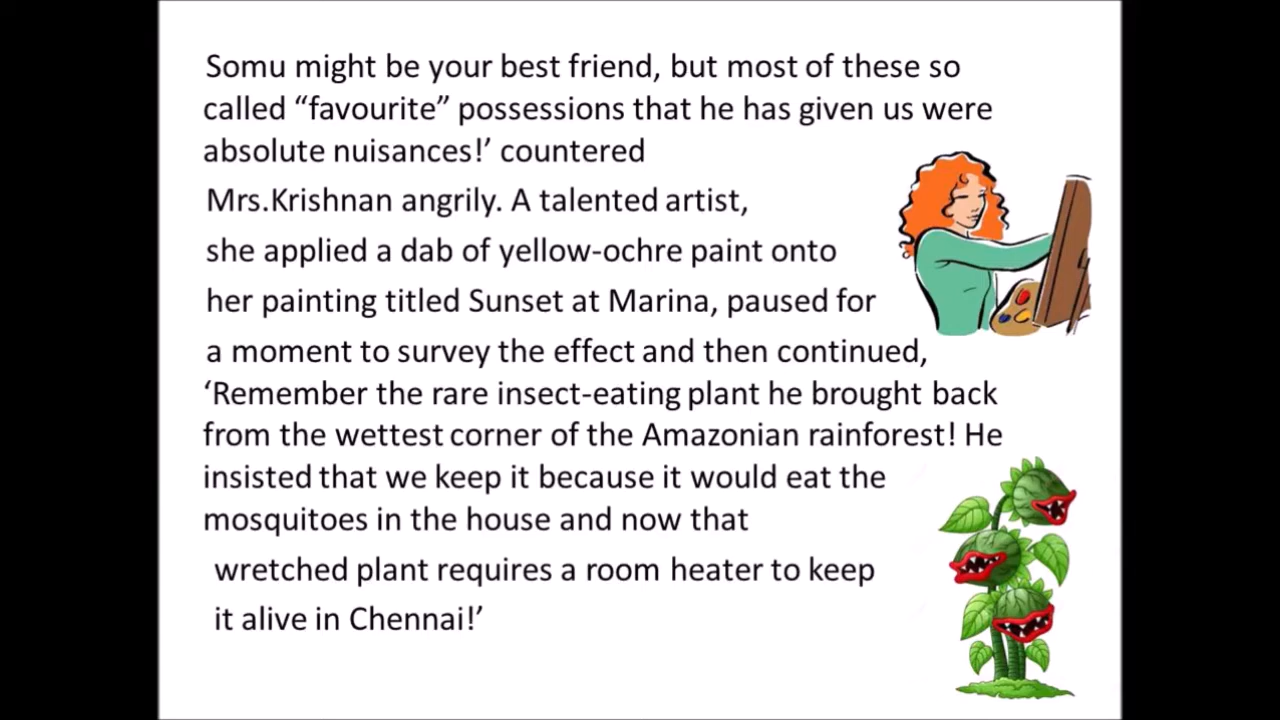 Somu might be your best friend, but most of these so
called “favourite” possessions that he has given us were
absolute nuisances!’ countered
Mrs.Krishnan angrily. A talented artist,
she applied a dab of yellow-ochre paint onto
her painting titled Sunset at Marina, paused for
a moment to survey the effect and then continued,
‘Remember the rare insect-eating plant he brought back
from the wettest corner of the Amazonian rainforest! He
insisted that we keep it because it would eat the
mosquitoes in the house and now that
wretched plant requires a room heater to keep
it alive in Chennai!’